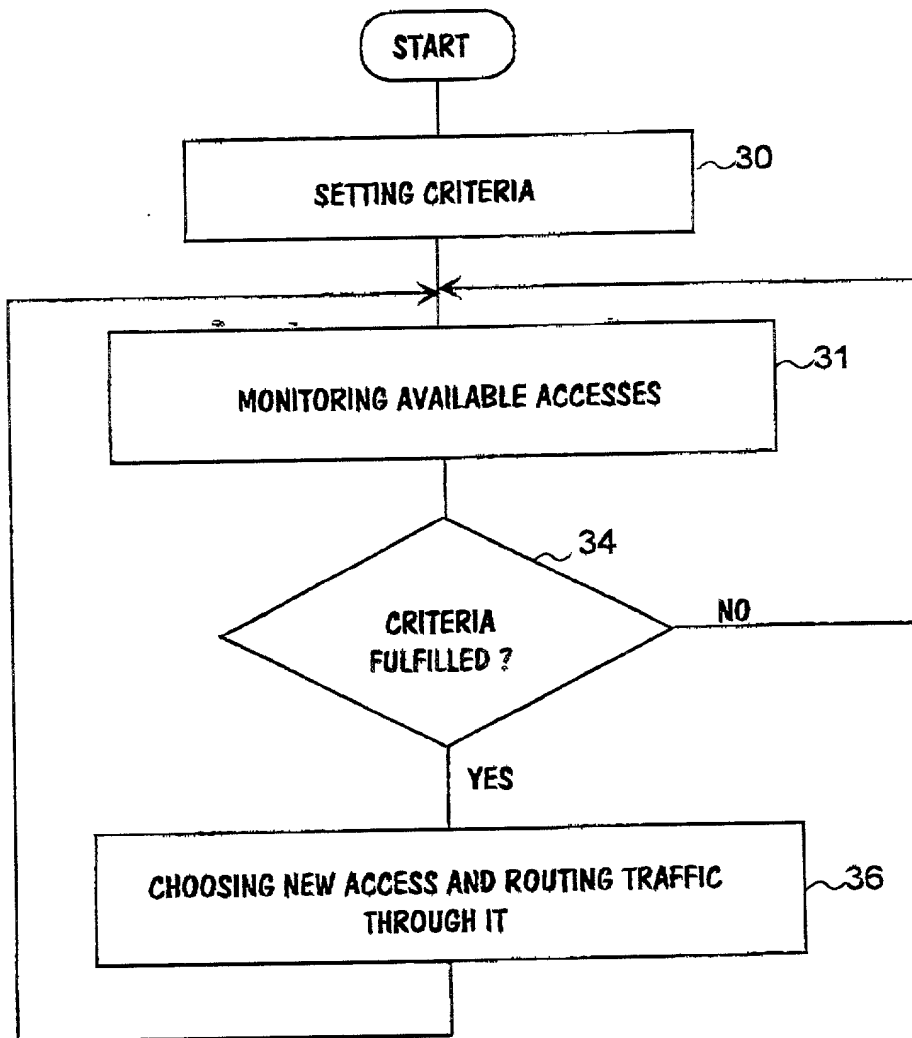 START
30
SETTING CRITERIA
31
MONITORING AVAILABLE ACCESSES
34
CRITERIA
FULFILLED ?
NO
YES
CHOOSING NEW ACCESS AND ROUTING TRAFFIC
THROUGH IT
36